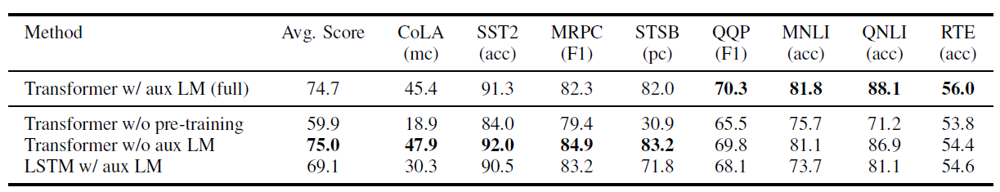 Method Avg. Score CoLA SST2 MRPC STSB QQP MNLI QNLI RTE
(mc) (acc) (F1) (pc) (F1) (acc) (acc) (acc)
Transformer w/ aux LM (full) 74.7 45.4 91.3 82.3 82.0 70.3 81.8 88.1 56.0
Transformer w/o pre-training 59.9 18.9 84.0 79.4 30.9 65.5 75.7 71.2 53.8
Transformer w/o aux LM 75.0 47.9 92.0 84.9 83.2 69.8 81.1 86.9 54.4
LSTM w/ aux LM 69.1 30.3 90.5 83.2 71.8 68.1 73.7 81.1 54.6